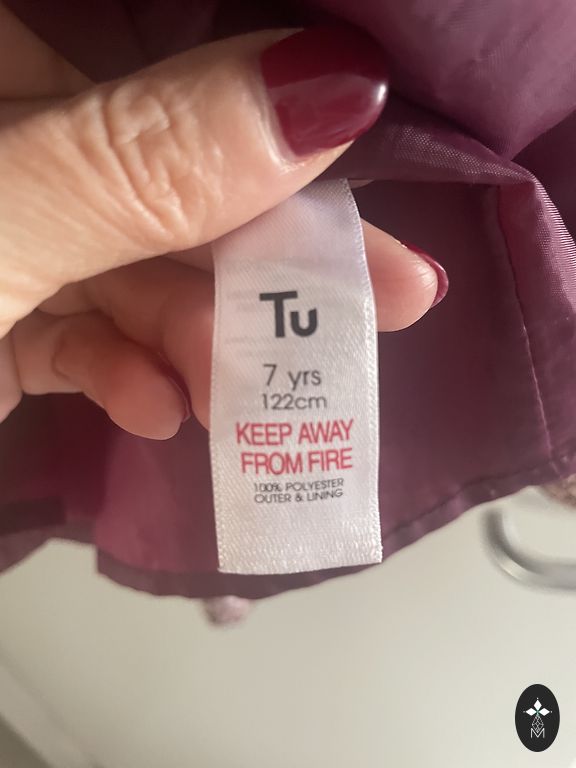 Tu
7 yrs
122cm
KEEP AWAY
FROM FIRE
100% POLYESTER
OUTER & LINING
M